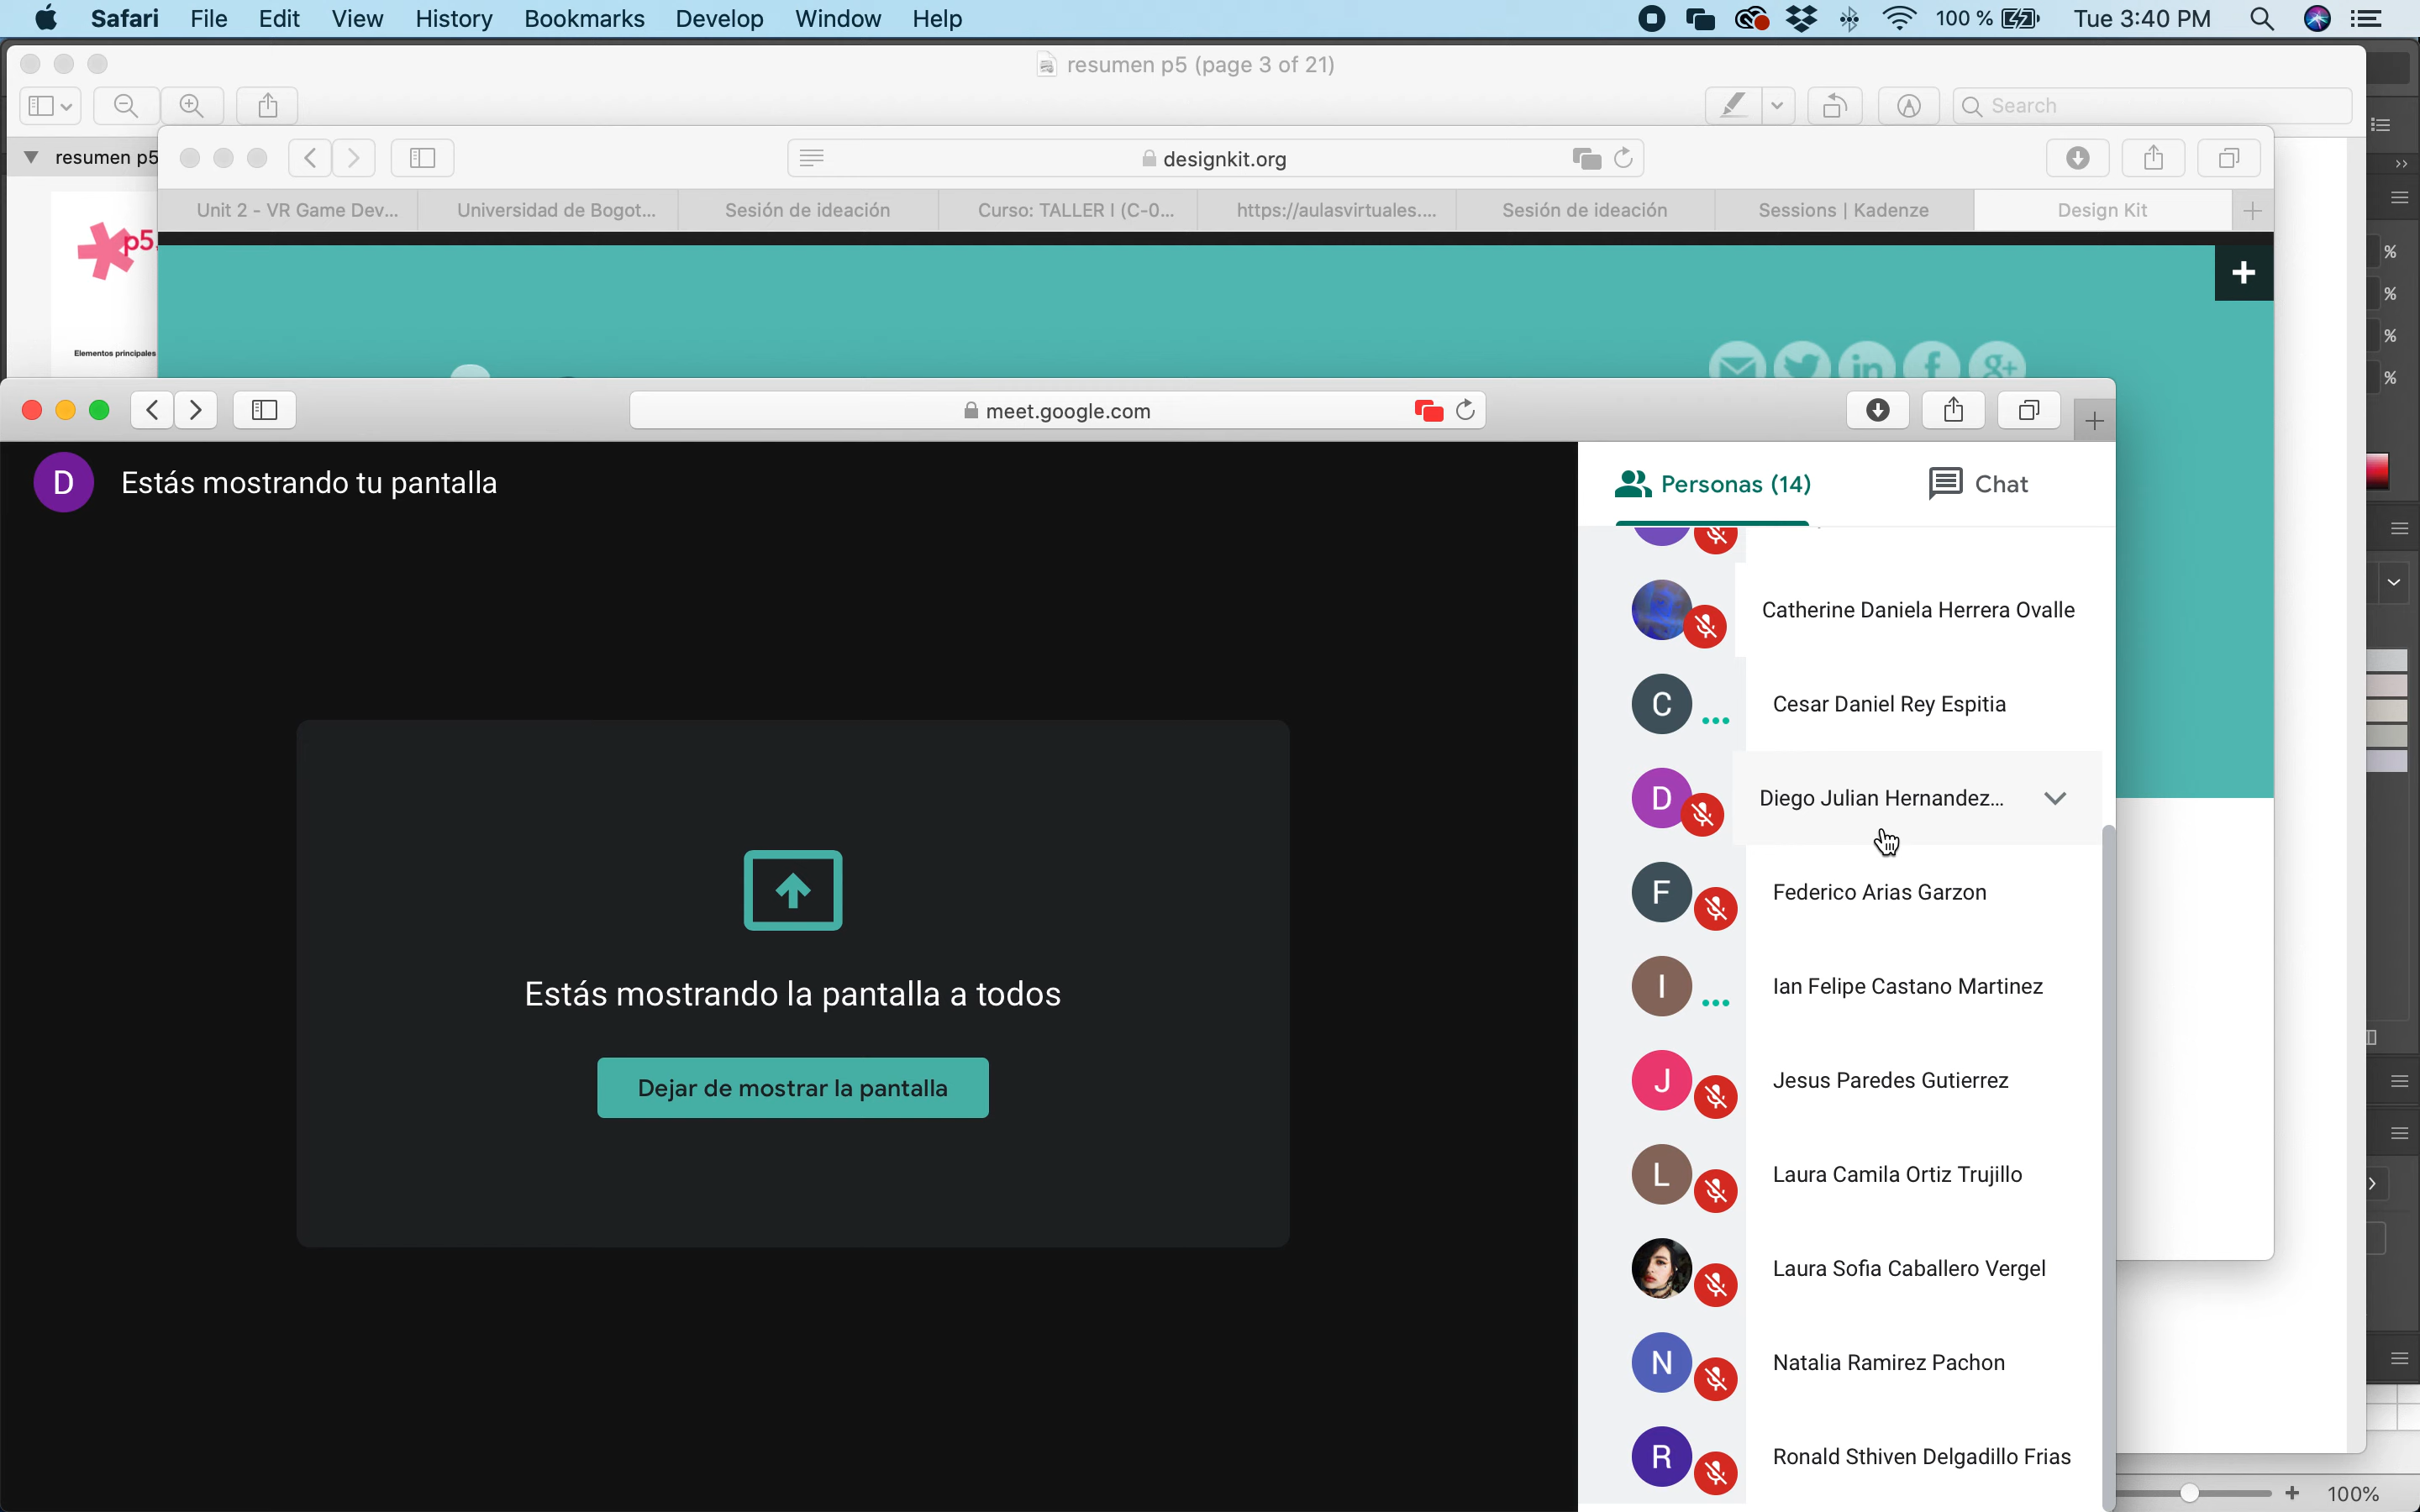 Safari File Edit View History Bookmarks Develop Window Help 100 % Tue 3:40 PM
resumen p5 (page 3 of 21)
Search
resumen p5
designkit.org
Unit 2 - VR Game Dev... Universidad de Bogot... Sesión de ideación Curso: TALLER I (C-0... https://aulasvirtuales.... Sesión de ideación Sessions | Kadenze Design Kit
p5.
%
%
%
%
Elementos principales
meet.google.com
D Estás mostrando tu pantalla
Personas (14) Chat
Catherine Daniela Herrera Ovalle
C Cesar Daniel Rey Espitia
D Diego Julian Hernandez...
F Federico Arias Garzon
I Ian Felipe Castano Martinez
J Jesus Paredes Gutierrez
L Laura Camila Ortiz Trujillo
Laura Sofia Caballero Vergel
N Natalia Ramirez Pachon
R Ronald Sthiven Delgadillo Frias
Estás mostrando la pantalla a todos
Dejar de mostrar la pantalla
100%